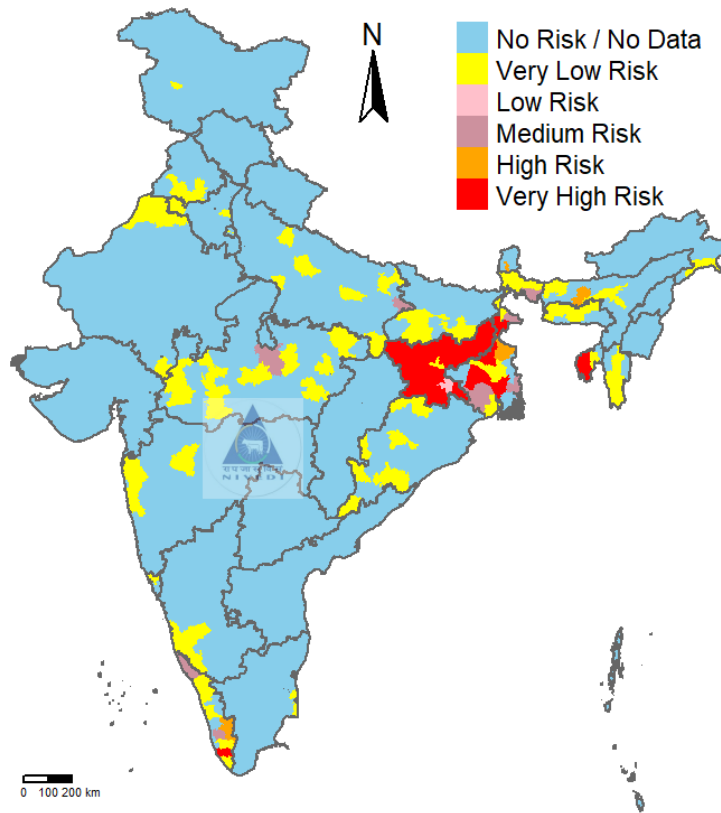 N
No Risk / No Data
Very Low Risk
Low Risk
Medium Risk
High Risk
Very High Risk
NIVEDI
0 100 200 km